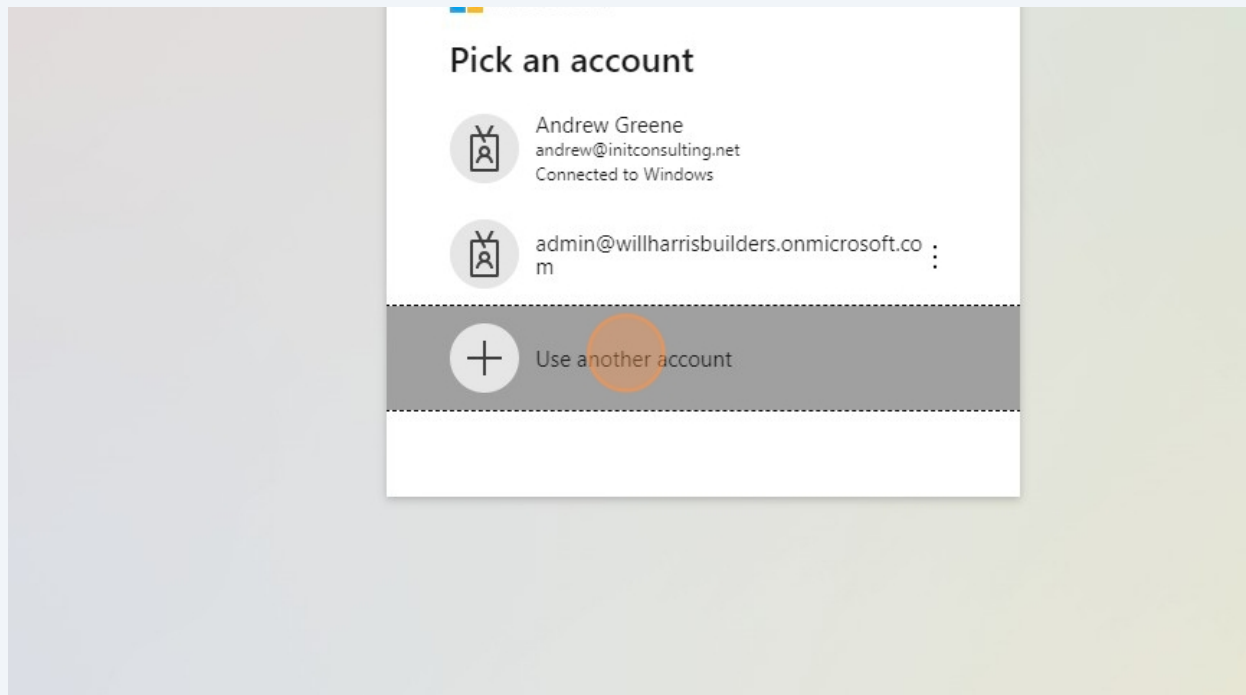 Pick an account
Andrew Greene
andrew@initconsulting.net
Connected to Windows
admin@willharrisbuilders.onmicrosoft.co
m
Use another account